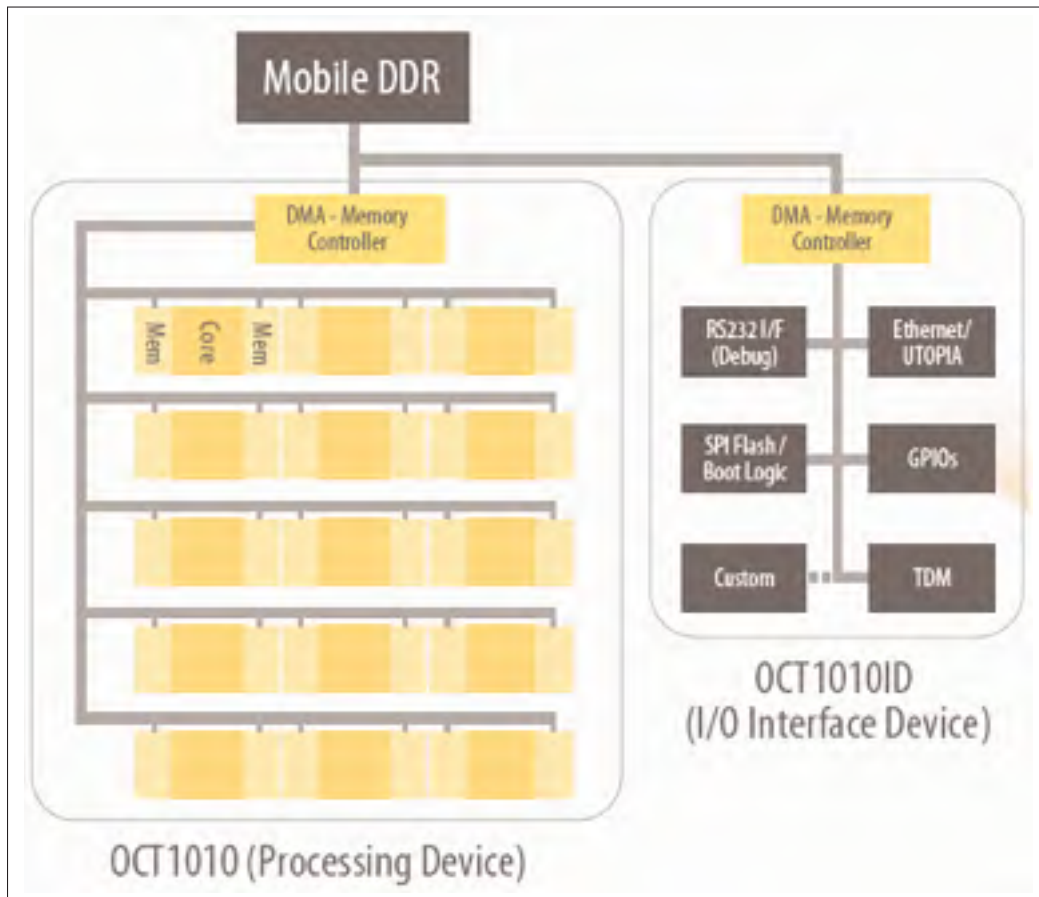 Mobile DDR
DMA - Memory
Controller
DMA - Memory
Controller
Mem
Core
Mem
RS232 I/F
(Debug)
Ethernet/
UTOPIA
SPI Flash /
Boot Logic
GPIOs
Custom
TDM
OCT1010ID
(I/O Interface Device)
OCT1010 (Processing Device)